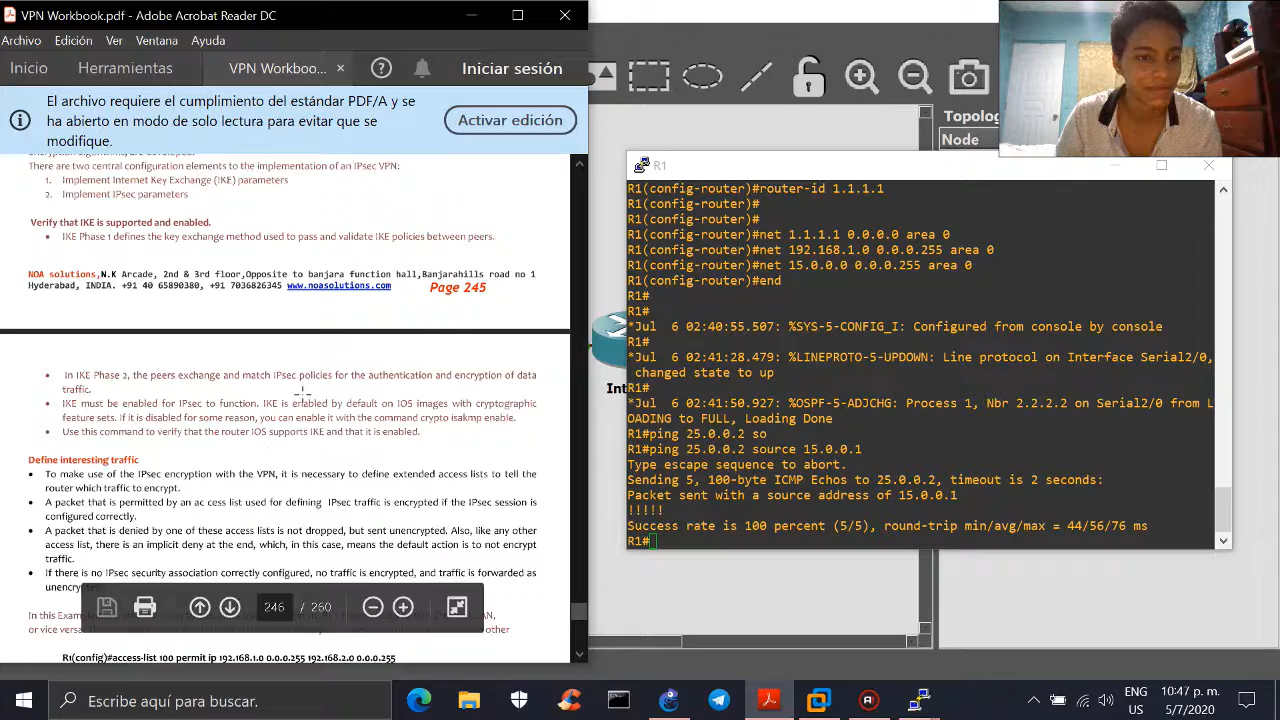 VPN Workbook.pdf - Adobe Acrobat Reader DC
Archivo Edición Ver Ventana Ayuda
Inicio Herramientas VPN Workboo... × Iniciar sesión
El archivo requiere el cumplimiento del estándar PDF/A y se
ha abierto en modo de solo lectura para evitar que se
modifique.
Activar edición
There are two central configuration elements to the implementation of an IPsec VPN:
1. Implement Internet Key Exchange (IKE) parameters
2. Implement IPsec parameters
Verify that IKE is supported and enabled.
• IKE Phase 1 defines the key exchange method used to pass and validate IKE policies between peers.
NOA solutions,N.K Arcade, 2nd & 3rd floor,Opposite to banjara function hall,Banjarahills road no 1
Hyderabad, INDIA. +91 40 65890380, +91 7036826345 www.noasolutions.com Page 245
• In IKE Phase 2, the peers exchange and match IPsec policies for the authentication and encryption of data
traffic.
• IKE must be enabled for IPsec to function. IKE is enabled by default on IOS images with cryptographic
feature sets. If it is disabled for some reason, you can enable it with the command crypto isakmp enable.
• Use this command to verify that the router IOS supports IKE and that it is enabled.
Define interesting traffic
• To make use of the IPsec encryption with the VPN, it is necessary to define extended access lists to tell the
router which traffic to encrypt.
• A packet that is permitted by an acc ess list used for defining IPsec traffic is encrypted if the IPsec session is
configured correctly.
• A packet that is denied by one of these access lists is not dropped, but sent unencrypted. Also, like any other
access list, there is an implicit deny at the end, which, in this case, means the default action is to not encrypt
traffic.
• If there is no IPsec security association correctly configured, no traffic is encrypted, and traffic is forwarded as
unencrypte
246 / 260
In this Exam AN,
or vice versa other
R1(config)#access-list 100 permit ip 192.168.1.0 0.0.0.255 192.168.2.0 0.0.0.255
Topolog
Node
Int
R1
R1(config-router)#router-id 1.1.1.1
R1(config-router)#
R1(config-router)#
R1(config-router)#net 1.1.1.1 0.0.0.0 area 0
R1(config-router)#net 192.168.1.0 0.0.0.255 area 0
R1(config-router)#net 15.0.0.0 0.0.0.255 area 0
R1(config-router)#end
R1#
R1#
*Jul  6 02:40:55.507: %SYS-5-CONFIG_I: Configured from console by console
R1#
*Jul  6 02:41:28.479: %LINEPROTO-5-UPDOWN: Line protocol on Interface Serial2/0,
changed state to up
R1#
*Jul  6 02:41:50.927: %OSPF-5-ADJCHG: Process 1, Nbr 2.2.2.2 on Serial2/0 from L
OADING to FULL, Loading Done
R1#ping 25.0.0.2 so
R1#ping 25.0.0.2 source 15.0.0.1
Type escape sequence to abort.
Sending 5, 100-byte ICMP Echos to 25.0.0.2, timeout is 2 seconds:
Packet sent with a source address of 15.0.0.1
!!!!!
Success rate is 100 percent (5/5), round-trip min/avg/max = 44/56/76 ms
R1#
Escribe aquí para buscar.
ENG
US
10:47 p. m.
5/7/2020